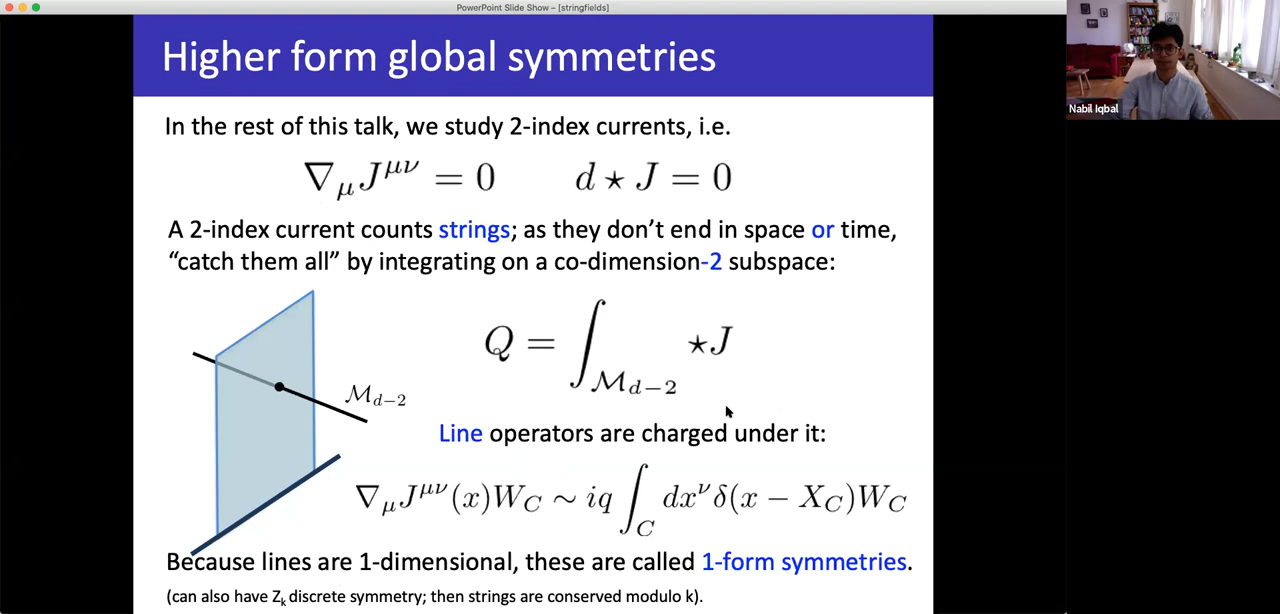 PowerPoint Slide Show – [stringfields]
Higher form global symmetries
In the rest of this talk, we study 2-index currents, i.e.
∇_μ J^{μν} = 0 d ⋆ J = 0
A 2-index current counts strings; as they don’t end in space or time,
“catch them all” by integrating on a co-dimension-2 subspace:
Q = ∫_{ℳ_{d−2}} ⋆J
ℳ_{d−2}
Line operators are charged under it:
∇_μ J^{μν}(x)W_C ∼ iq ∫_C dx^ν δ(x − X_C)W_C
Because lines are 1-dimensional, these are called 1-form symmetries.
(can also have Z_k discrete symmetry; then strings are conserved modulo k).
Nabil Iqbal